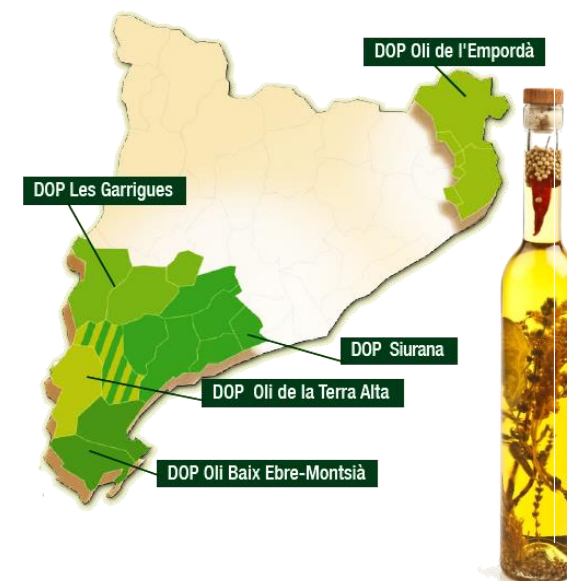 DOP Oli de l'Empordà
DOP Les Garrigues
DOP Siurana
DOP Oli de la Terra Alta
DOP Oli Baix Ebre-Montsià